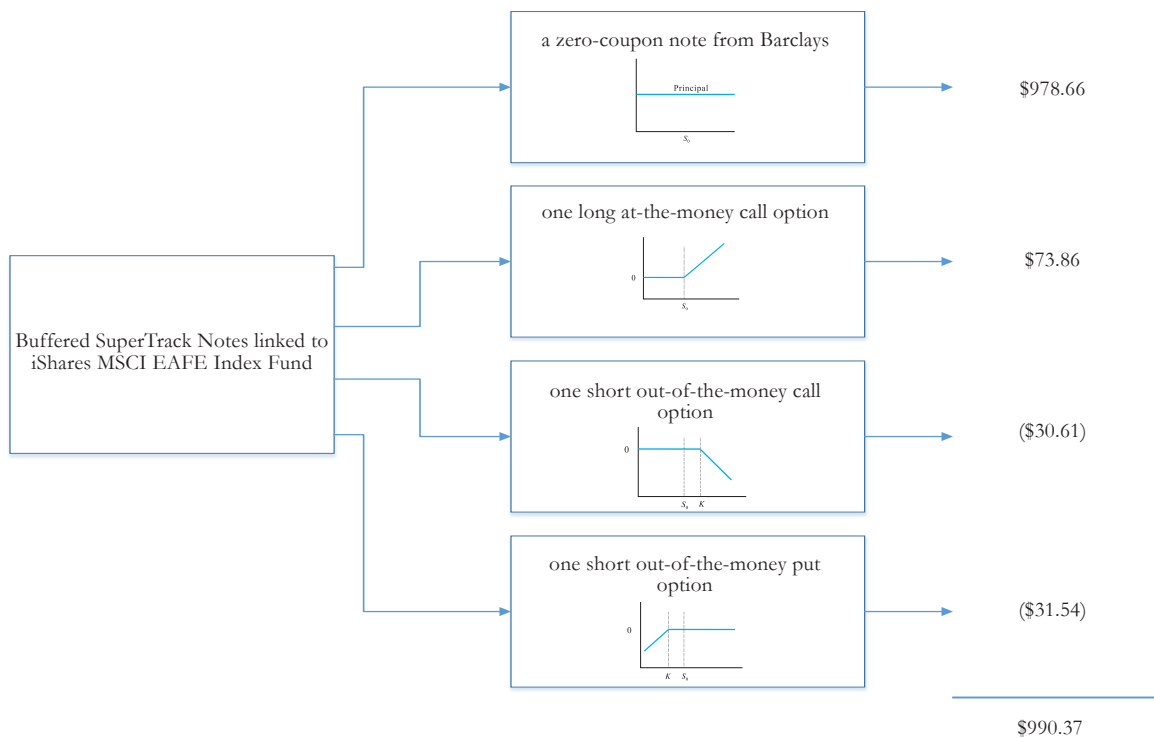 a zero-coupon note from Barclays
Principal
S₀
$978.66
one long at-the-money call option
0
S₀
$73.86
Buffered SuperTrack Notes linked to
iShares MSCI EAFE Index Fund
one short out-of-the-money call
option
0
S₀ K
($30.61)
one short out-of-the-money put
option
0
K S₀
($31.54)
$990.37